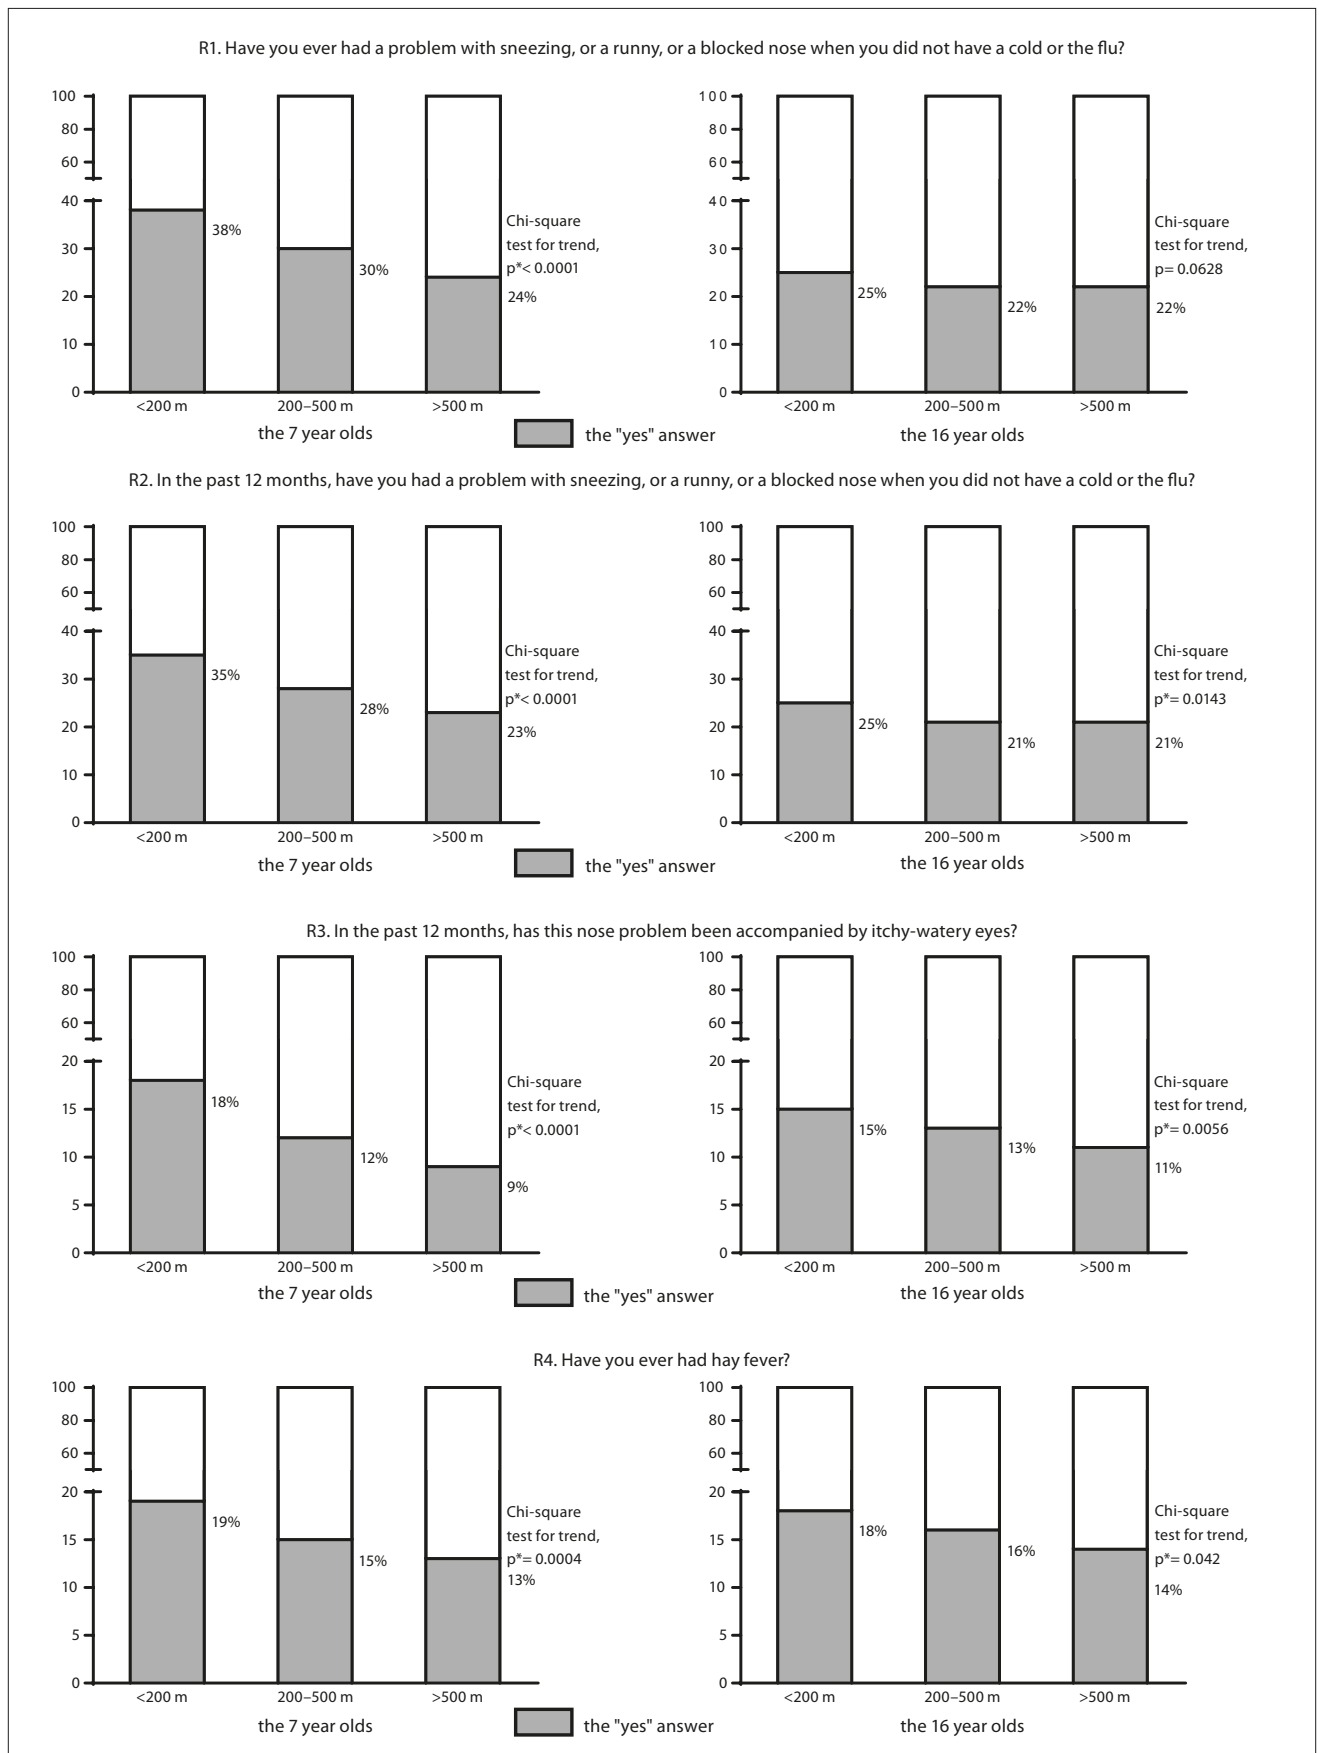 R1. Have you ever had a problem with sneezing, or a runny, or a blocked nose when you did not have a cold or the flu?
100
80
60
40
30
20
10
0
38%
30%
24%
Chi-square
test for trend,
p*< 0.0001
<200 m 200–500 m >500 m
the 7 year olds
100
80
60
40
30
20
10
0
25%
22%
22%
Chi-square
test for trend,
p= 0.0628
<200 m 200–500 m >500 m
the 16 year olds
the "yes" answer
R2. In the past 12 months, have you had a problem with sneezing, or a runny, or a blocked nose when you did not have a cold or the flu?
100
80
60
40
30
20
10
0
35%
28%
23%
Chi-square
test for trend,
p*< 0.0001
<200 m 200–500 m >500 m
the 7 year olds
100
80
60
40
30
20
10
0
25%
21%
21%
Chi-square
test for trend,
p*= 0.0143
<200 m 200–500 m >500 m
the 16 year olds
the "yes" answer
R3. In the past 12 months, has this nose problem been accompanied by itchy-watery eyes?
100
80
60
20
15
10
5
0
18%
12%
9%
Chi-square
test for trend,
p*< 0.0001
<200 m 200–500 m >500 m
the 7 year olds
100
80
60
20
15
10
5
0
15%
13%
11%
Chi-square
test for trend,
p*= 0.0056
<200 m 200–500 m >500 m
the 16 year olds
the "yes" answer
R4. Have you ever had hay fever?
100
80
60
20
15
10
5
0
19%
15%
13%
Chi-square
test for trend,
p*= 0.0004
<200 m 200–500 m >500 m
the 7 year olds
100
80
60
20
15
10
5
0
18%
16%
14%
Chi-square
test for trend,
p*= 0.042
<200 m 200–500 m >500 m
the 16 year olds
the "yes" answer